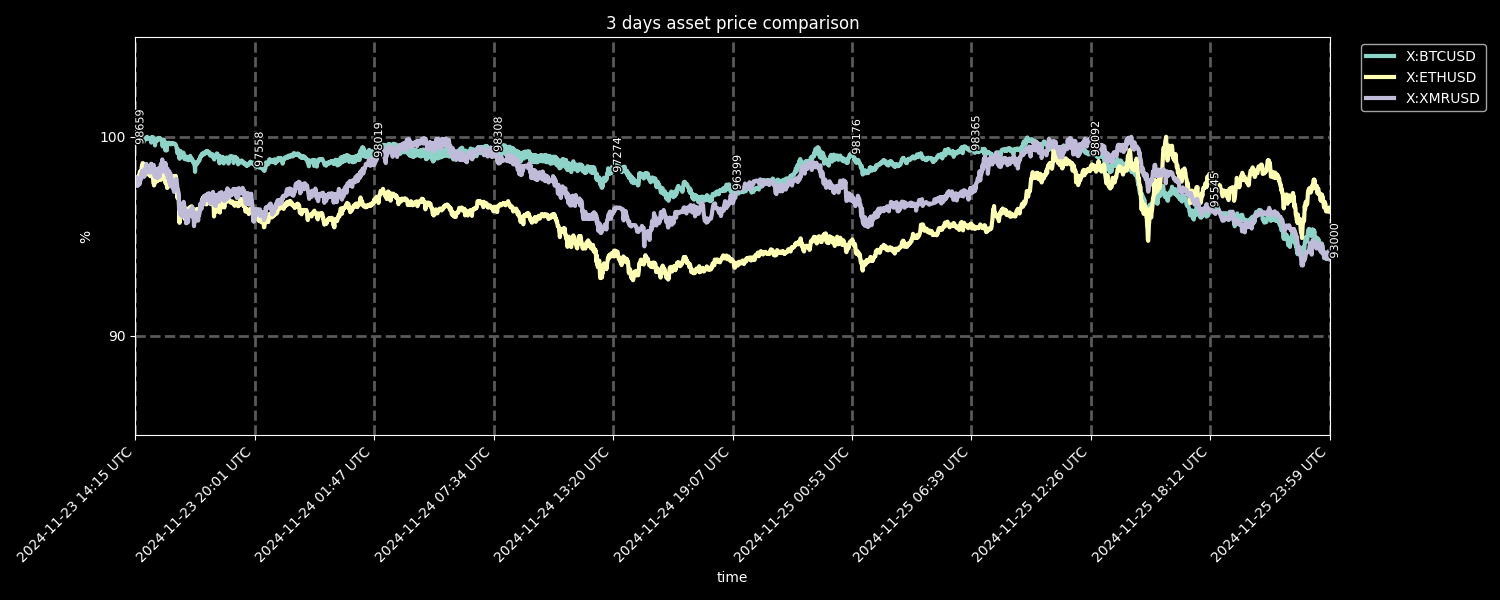 3 days asset price comparison
X:BTCUSD
X:ETHUSD
X:XMRUSD
100
90
%
98659
97558
98019
98308
97274
96399
98176
98365
98092
95545
93000
2024-11-23 14:15 UTC
2024-11-23 20:01 UTC
2024-11-24 01:47 UTC
2024-11-24 07:34 UTC
2024-11-24 13:20 UTC
2024-11-24 19:07 UTC
2024-11-25 00:53 UTC
2024-11-25 06:39 UTC
2024-11-25 12:26 UTC
2024-11-25 18:12 UTC
2024-11-25 23:59 UTC
time